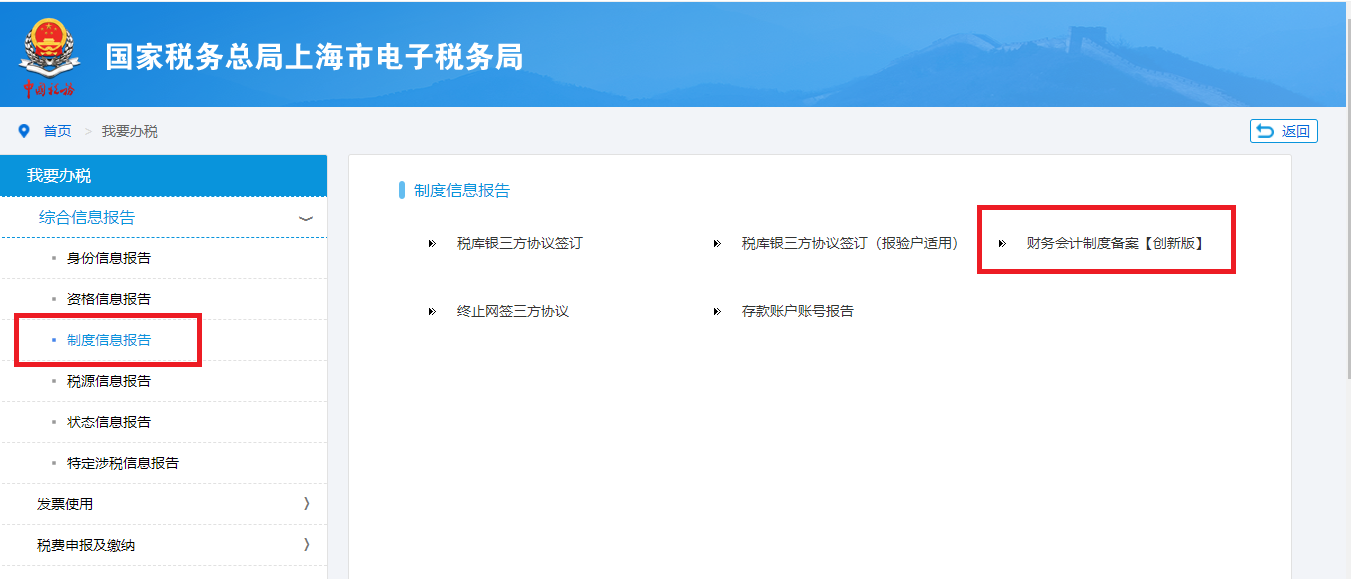 国家税务总局上海市电子税务局
中国税务
首页 > 我要办税
返回
我要办税
综合信息报告
身份信息报告
资格信息报告
制度信息报告
税源信息报告
状态信息报告
特定涉税信息报告
发票使用
税费申报及缴纳
制度信息报告
税库银三方协议签订 税库银三方协议签订（报验户适用） 财务会计制度备案【创新版】
终止网签三方协议 存款账户账号报告